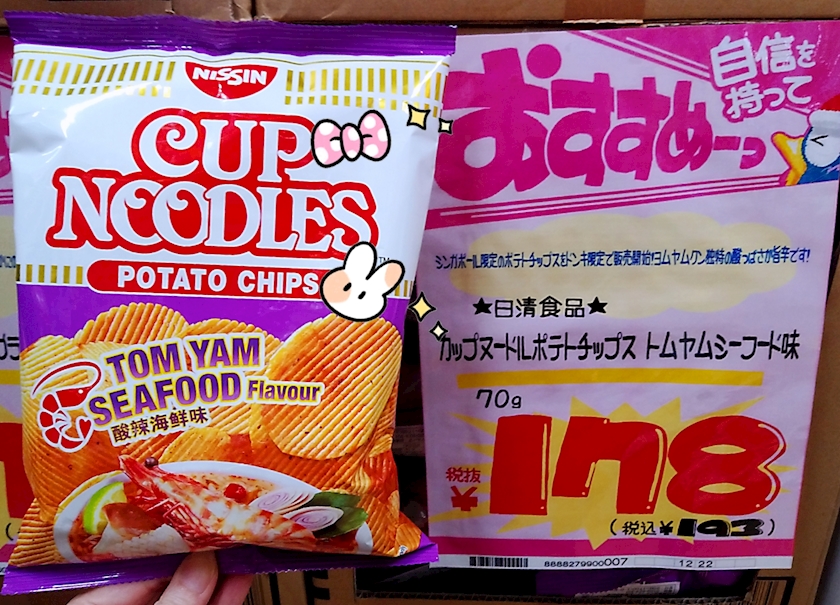 NISSIN
CUP
NOODLES
TM
POTATO CHIPS
TOM YAM
SEAFOOD Flavour
酸辣海鮮味
自信を
持って
おすすめーっ
シンガポール限定のポテトチップスをドンキ限定で販売開始!ヨムヤムクン独特の酸っぱさが旨辛です!
★日清食品★
カップヌードルポテトチップス トムヤムシーフード味
70g
税抜
¥178
(税込¥193)
8888279900007 12 22